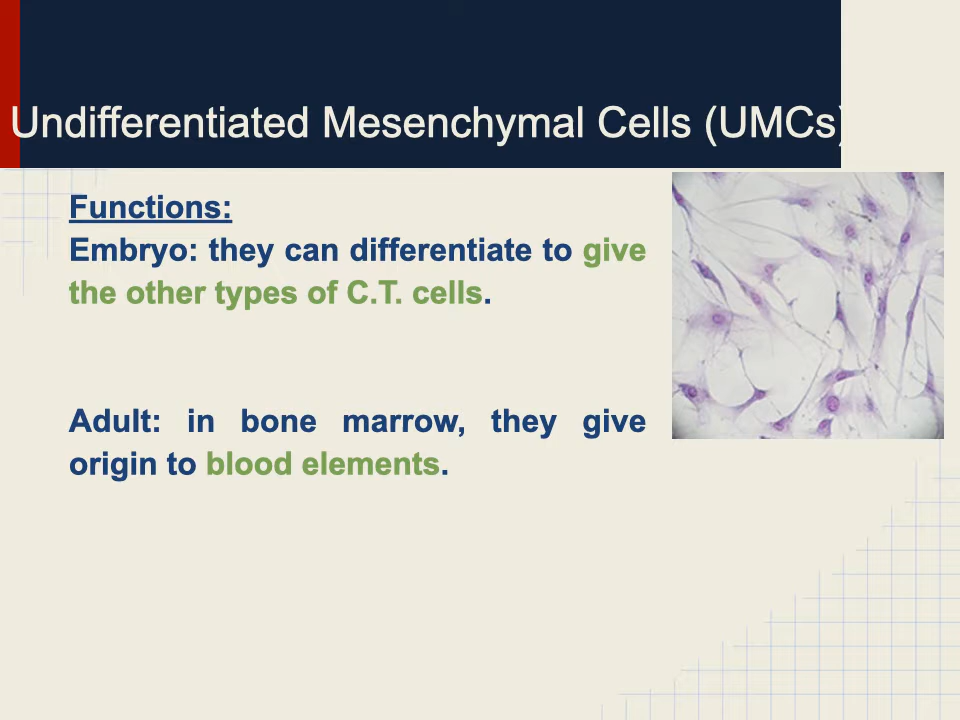 Undifferentiated Mesenchymal Cells (UMCs)
Functions:
Embryo: they can differentiate to give
the other types of C.T. cells.
Adult: in bone marrow, they give
origin to blood elements.